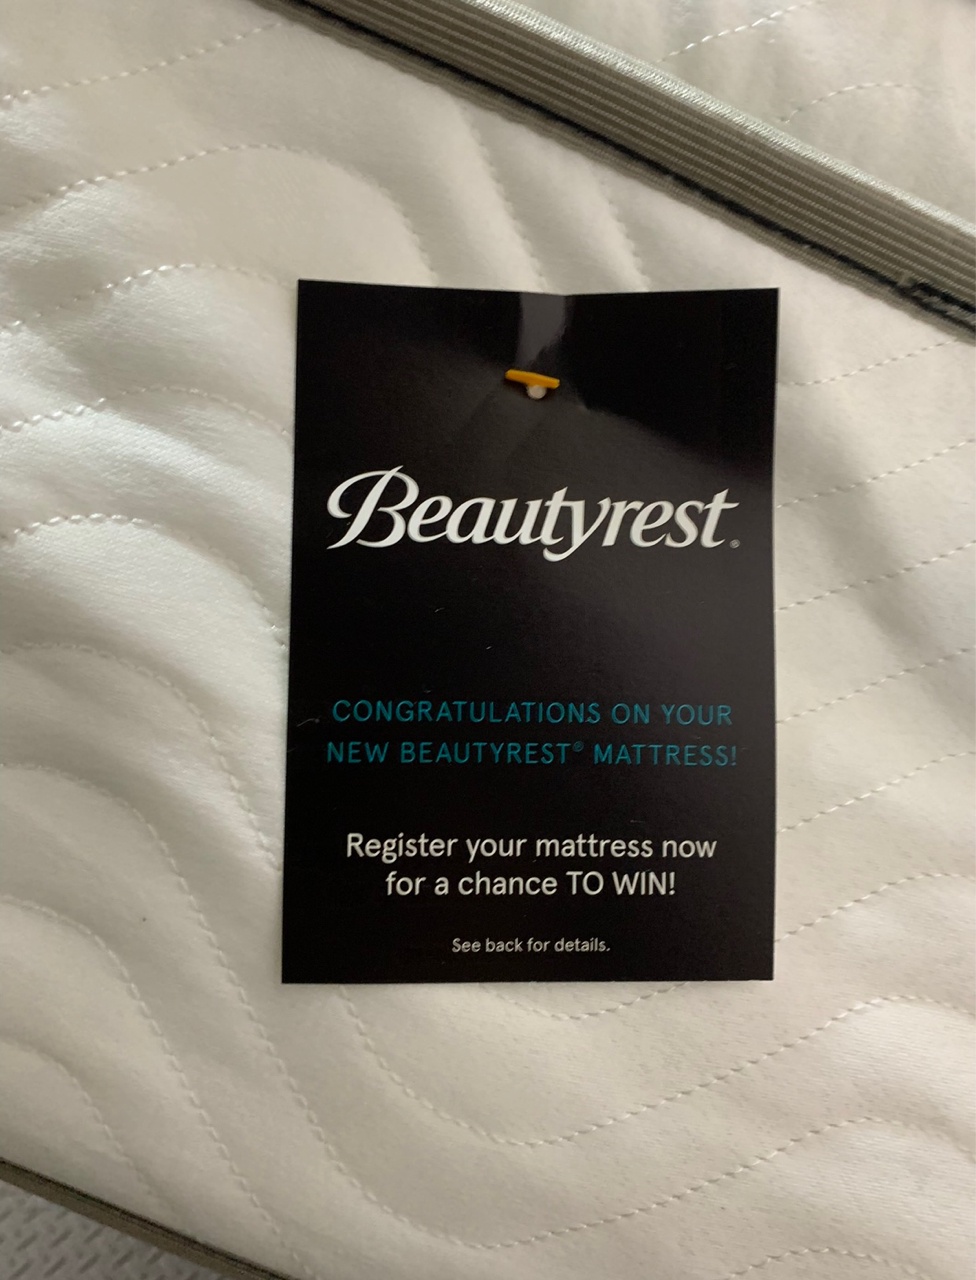 Beautyrest®
CONGRATULATIONS ON YOUR
NEW BEAUTYREST® MATTRESS!
Register your mattress now
for a chance TO WIN!
See back for details.